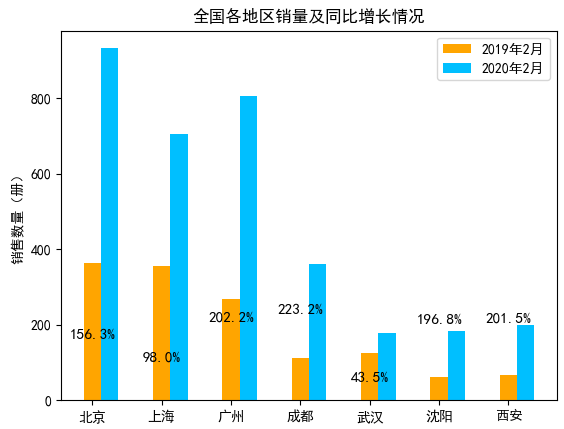 全国各地区销量及同比增长情况
2019年2月
2020年2月
销售数量（册）
800
600
400
200
0
156.3%
98.0%
202.2%
223.2%
43.5%
196.8%
201.5%
北京
上海
广州
成都
武汉
沈阳
西安